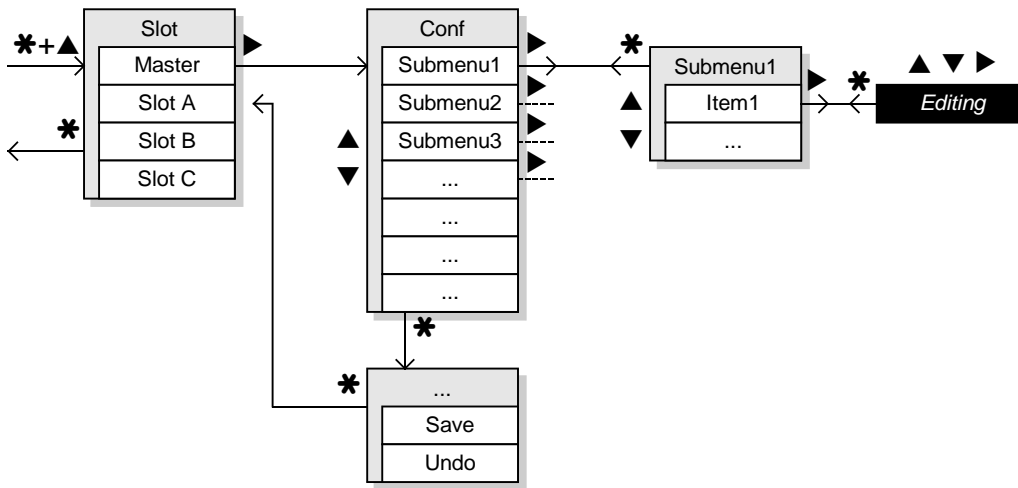 Slot
*+▲
Master
Slot A
Slot B
Slot C
*
Conf
Submenu1
Submenu2
Submenu3
...
...
...
...
*
Submenu1
Item1
...
*
Editing
*
...
Save
Undo
*